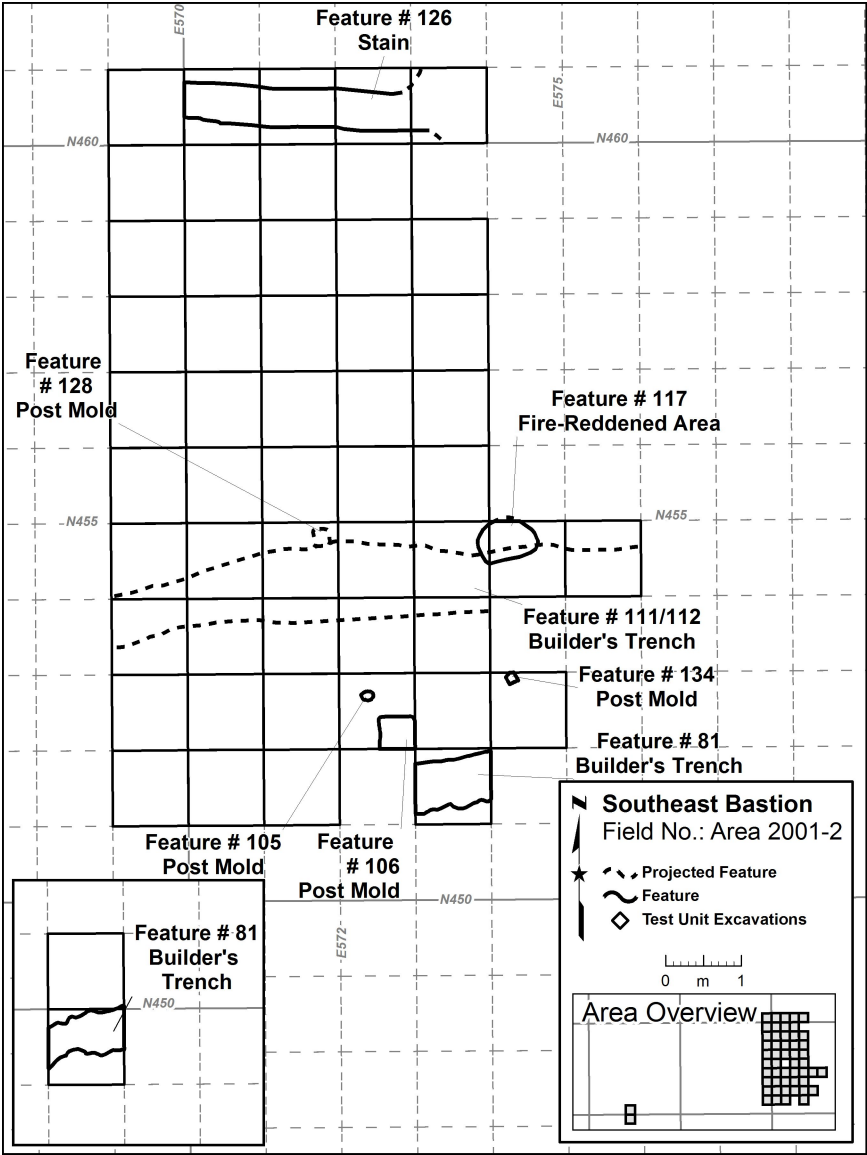 Feature # 126
Stain
E570
E575
N460
N460
Feature
# 128
Post Mold
Feature # 117
Fire-Reddened Area
N455
N455
Feature # 111/112
Builder's Trench
Feature # 134
Post Mold
Feature # 81
Builder's Trench
Feature # 105
Post Mold
Feature
# 106
Post Mold
N450
E572
Feature # 81
Builder's
Trench
N450
N
Southeast Bastion
Field No.: Area 2001-2
Projected Feature
Feature
Test Unit Excavations
0 m 1
Area Overview